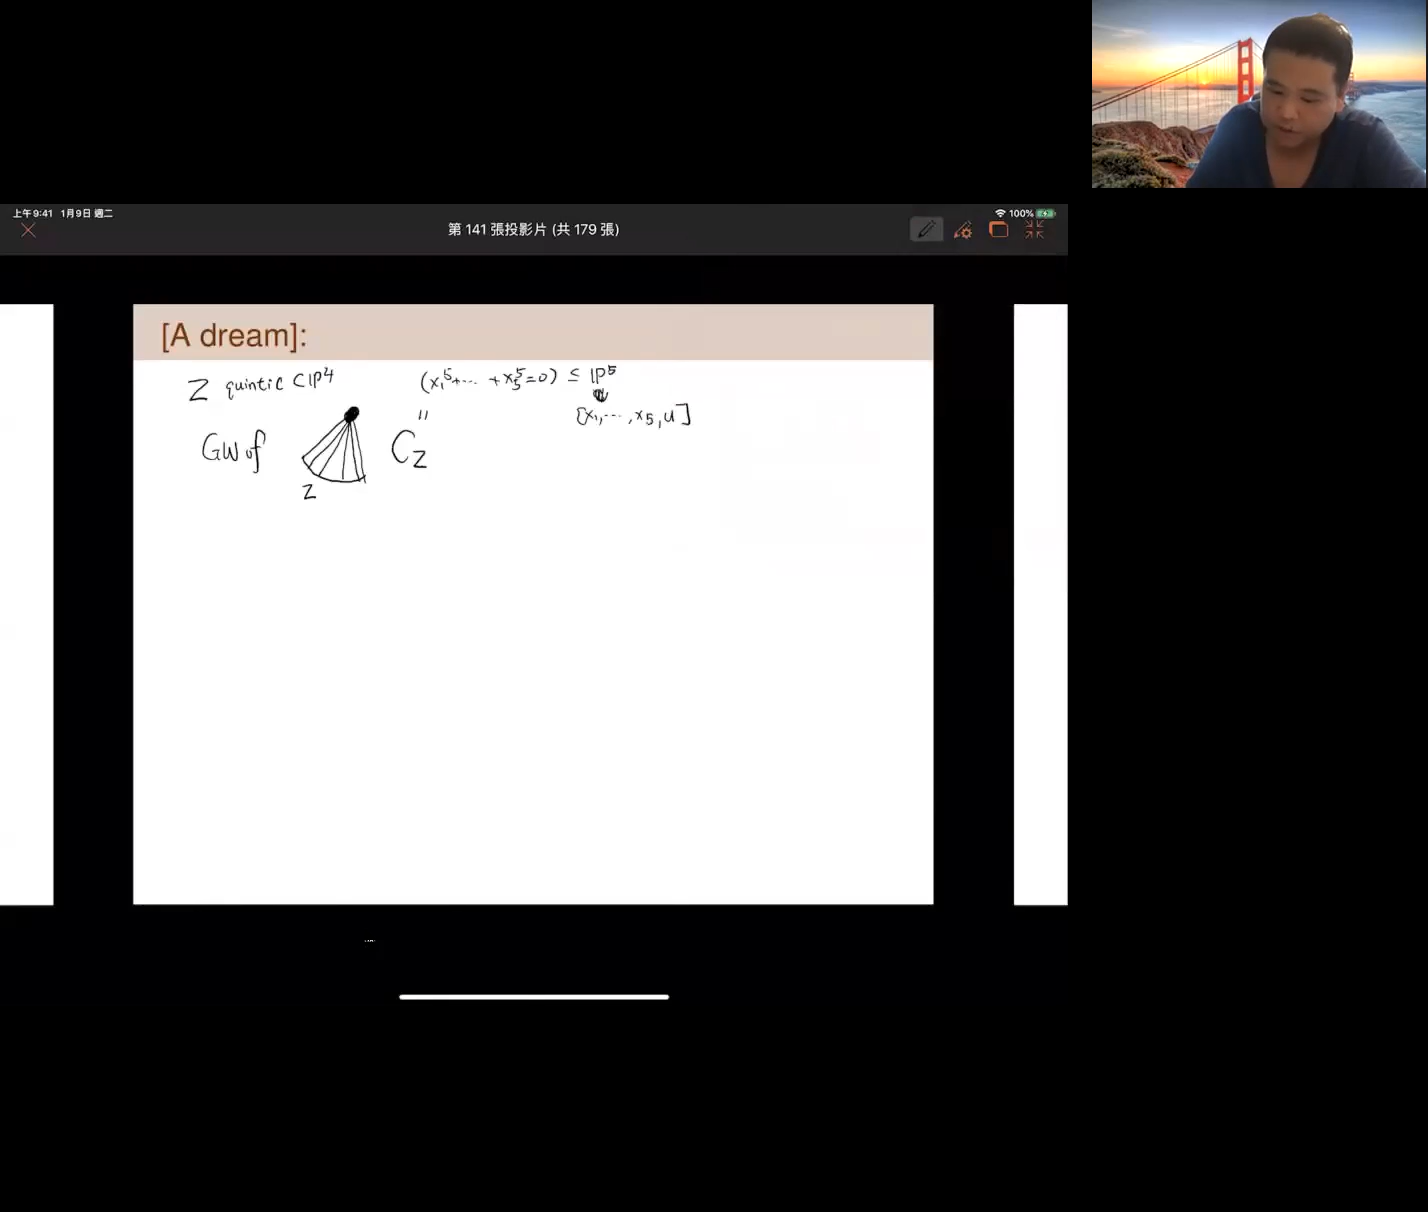 上午9:41 1月9日 週二
100%
第 141 張投影片 (共 179 張)
[A dream]:
Z quintic ⊂ ℙ⁴
(x₁⁵+⋯+x₅⁵=0) ≤ ℙ⁵
[x₁,⋯,x₅,u]
GW of
C_Z
Z